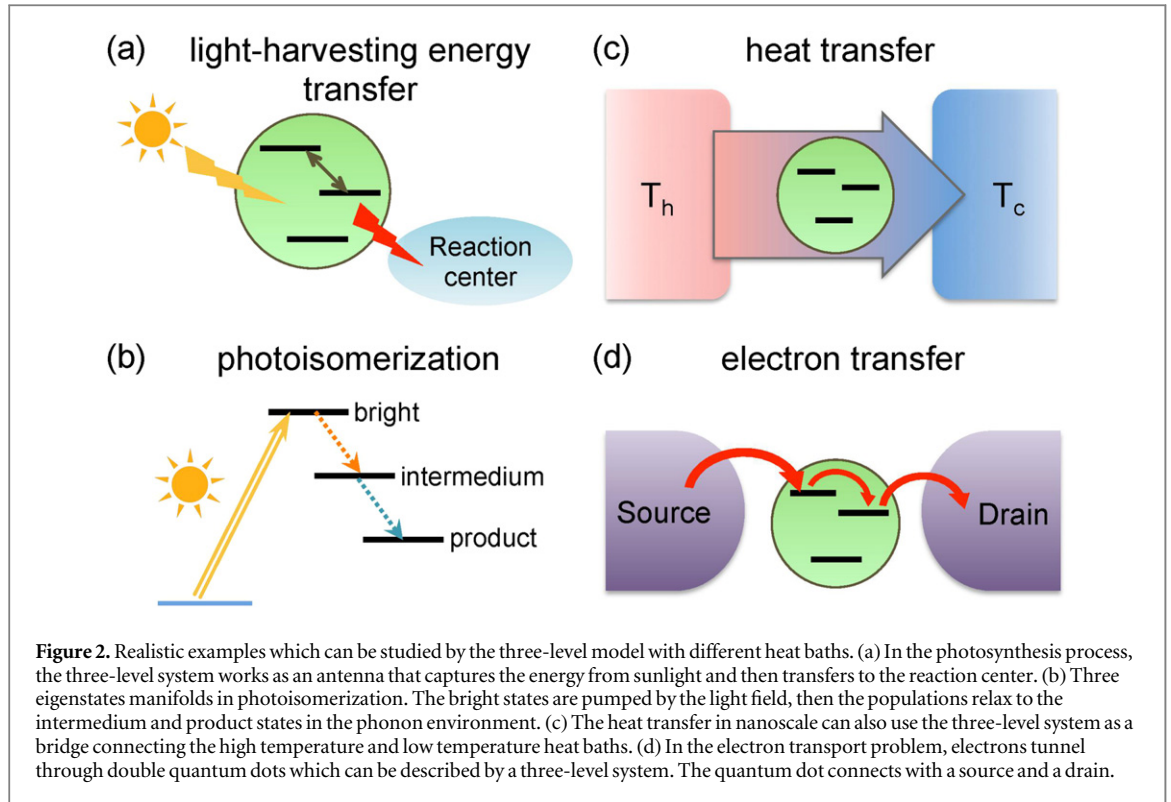 (a) light-harvesting energy
transfer
Reaction
center
(c) heat transfer
T_h
T_c
(b) photoisomerization
bright
intermedium
product
(d) electron transfer
Source
Drain
Figure 2. Realistic examples which can be studied by the three-level model with different heat baths. (a) In the photosynthesis process,
the three-level system works as an antenna that captures the energy from sunlight and then transfers to the reaction center. (b) Three
eigenstates manifolds in photoisomerization. The bright states are pumped by the light field, then the populations relax to the
intermedium and product states in the phonon environment. (c) The heat transfer in nanoscale can also use the three-level system as a
bridge connecting the high temperature and low temperature heat baths. (d) In the electron transport problem, electrons tunnel
through double quantum dots which can be described by a three-level system. The quantum dot connects with a source and a drain.